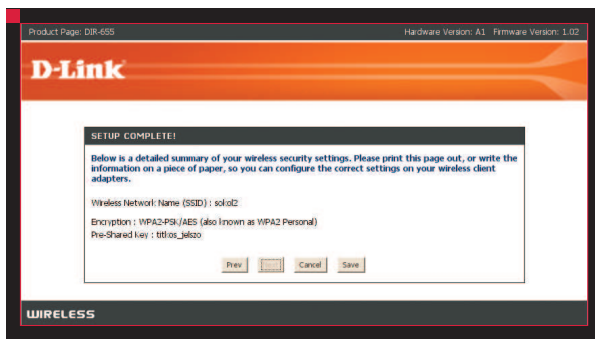 Product Page: DIR-655 Hardware Version: A1 Firmware Version: 1.02
D-Link
SETUP COMPLETE!
Below is a detailed summary of your wireless security settings. Please print this page out, or write the
information on a piece of paper, so you can configure the correct settings on your wireless client
adapters.
Wireless Network Name (SSID) : sokol2
Encryption : WPA2-PSK/AES (also known as WPA2 Personal)
Pre-Shared Key : titkos_jelszo
Prev Cancel Save
WIRELESS